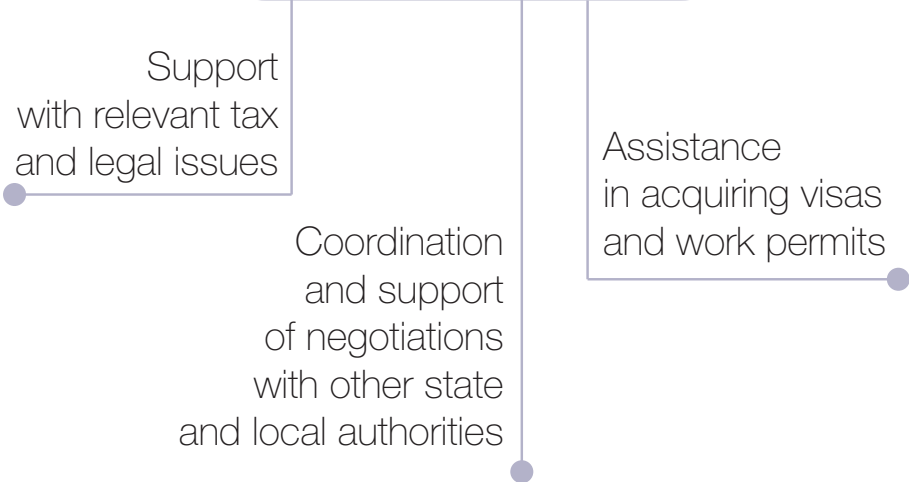 Support
with relevant tax
and legal issues
Assistance
in acquiring visas
and work permits
Coordination
and support
of negotiations
with other state
and local authorities